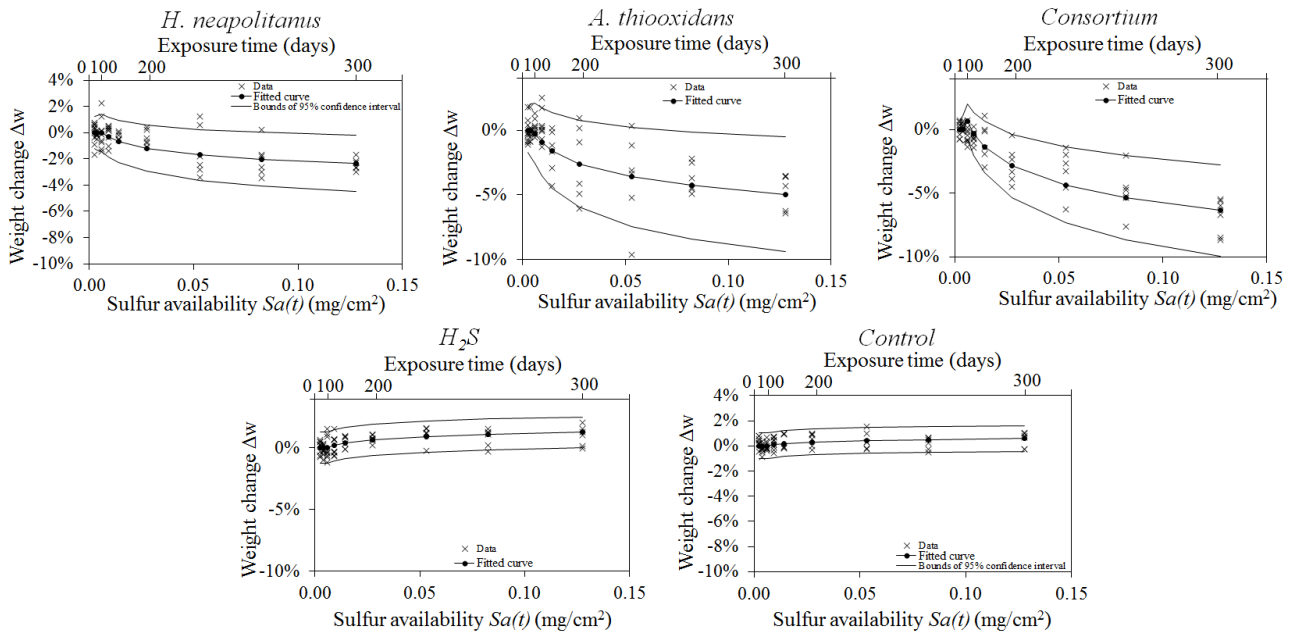 H. neapolitanus
Exposure time (days)
0 100 200 300
4%
2%
0%
-2%
-4%
-6%
-8%
-10%
Weight change Δw
Data
Fitted curve
Bounds of 95% confidence interval
0.00 0.05 0.10 0.15
Sulfur availability Sa(t) (mg/cm²)
A. thiooxidans
Exposure time (days)
0 100 200 300
0%
-5%
-10%
Weight change Δw
Data
Fitted curve
0.00 0.05 0.10 0.15
Sulfur availability Sa(t) (mg/cm²)
Consortium
Exposure time (days)
0 100 200 300
0%
-5%
-10%
Weight change Δw
Data
Fitted curve
0.00 0.05 0.10 0.15
Sulfur availability Sa(t) (mg/cm²)
H₂S
Exposure time (days)
0 100 200 300
0%
-5%
-10%
Weight change Δw
Data
Fitted curve
0.00 0.05 0.10 0.15
Sulfur availability Sa(t) (mg/cm²)
Control
Exposure time (days)
0 100 200 300
4%
2%
0%
-2%
-4%
-6%
-8%
-10%
Weight change Δw
Data
Fitted curve
Bounds of 95% confidence interval
0.00 0.05 0.10 0.15
Sulfur availability Sa(t) (mg/cm²)